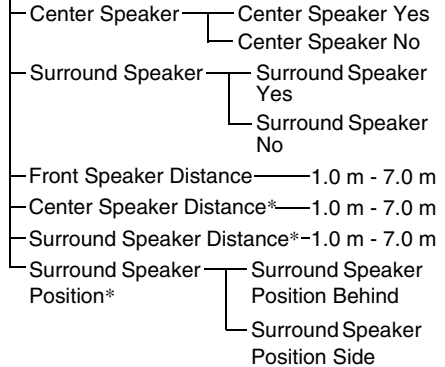 Center Speaker Center Speaker Yes
Center Speaker No
Surround Speaker Surround Speaker
Yes
Surround Speaker
No
Front Speaker Distance 1.0 m - 7.0 m
Center Speaker Distance* 1.0 m - 7.0 m
Surround Speaker Distance* 1.0 m - 7.0 m
Surround Speaker Surround Speaker
Position* Position Behind
Surround Speaker
Position Side